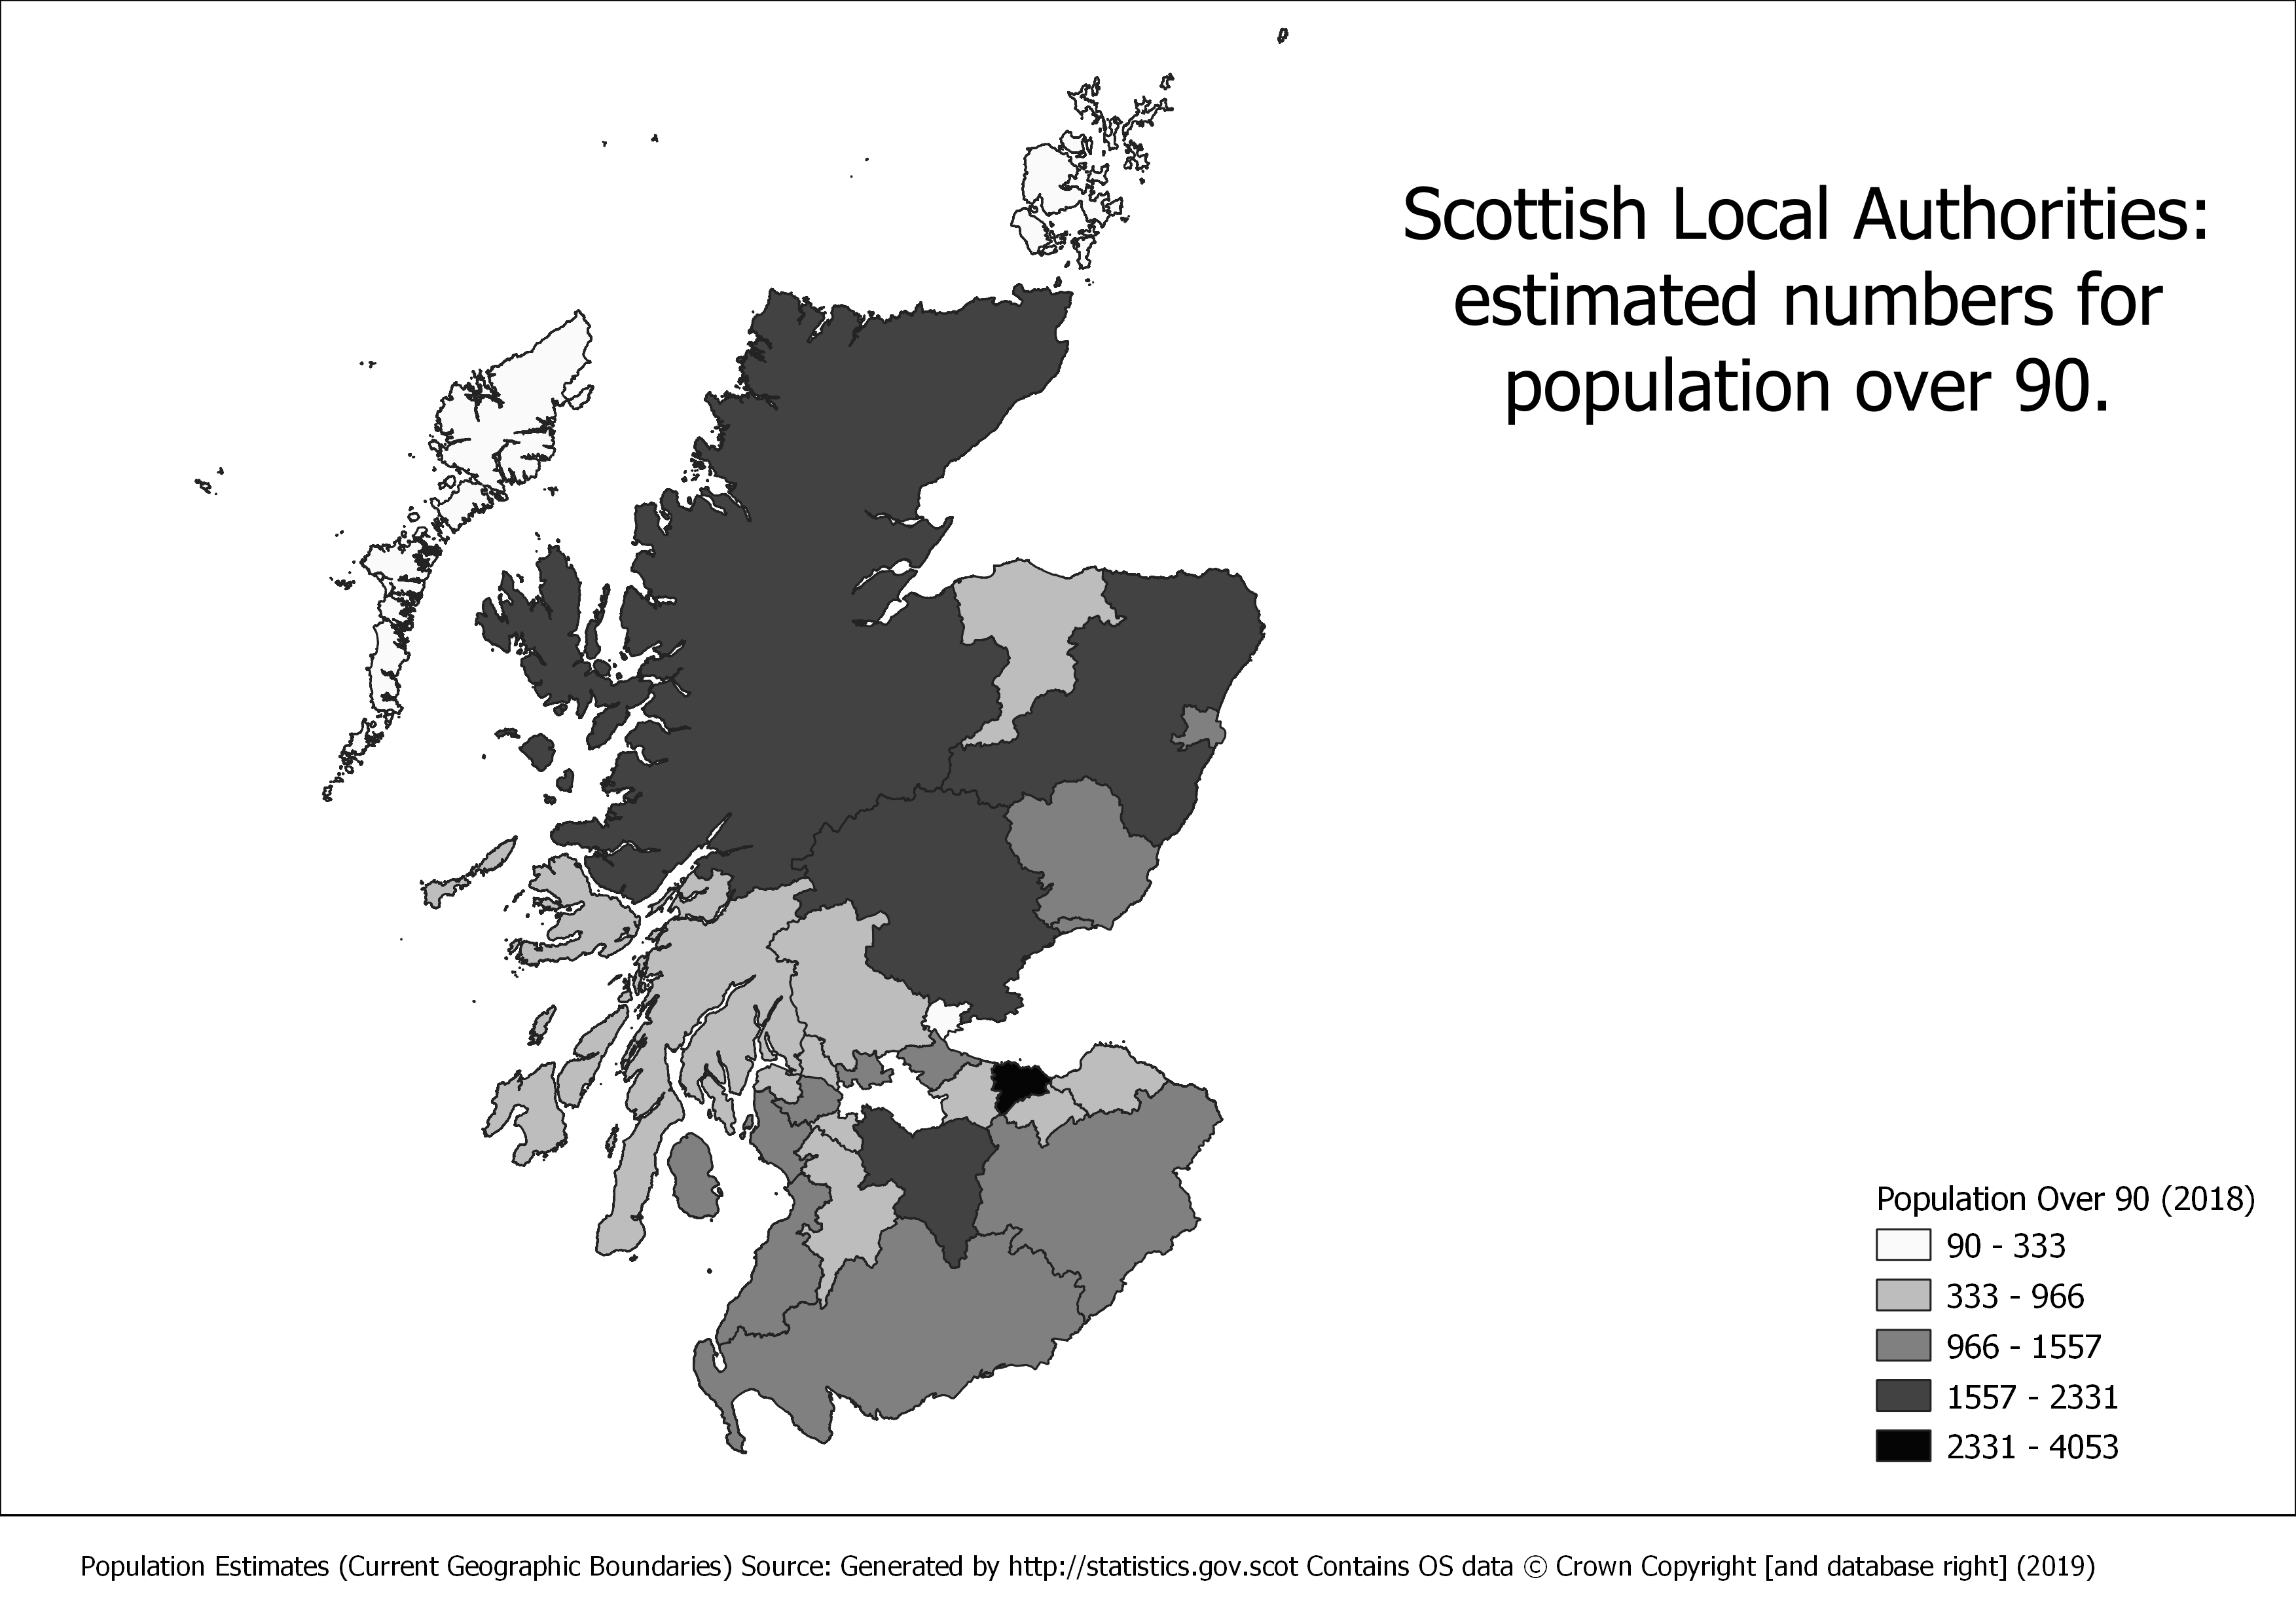 Scottish Local Authorities:
estimated numbers for
population over 90.
Population Over 90 (2018)
90 - 333
333 - 966
966 - 1557
1557 - 2331
2331 - 4053
Population Estimates (Current Geographic Boundaries) Source: Generated by http://statistics.gov.scot Contains OS data © Crown Copyright [and database right] (2019)